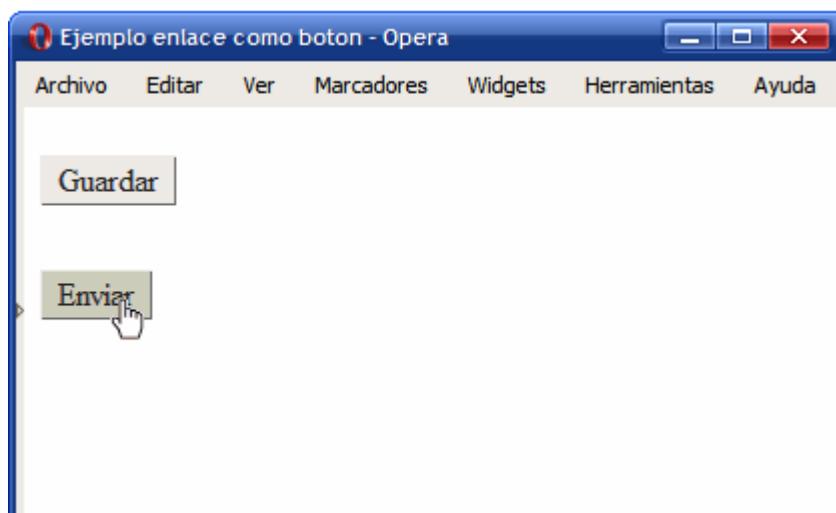 Ejemplo enlace como boton - Opera
Archivo Editar Ver Marcadores Widgets Herramientas Ayuda
Guardar
Enviar